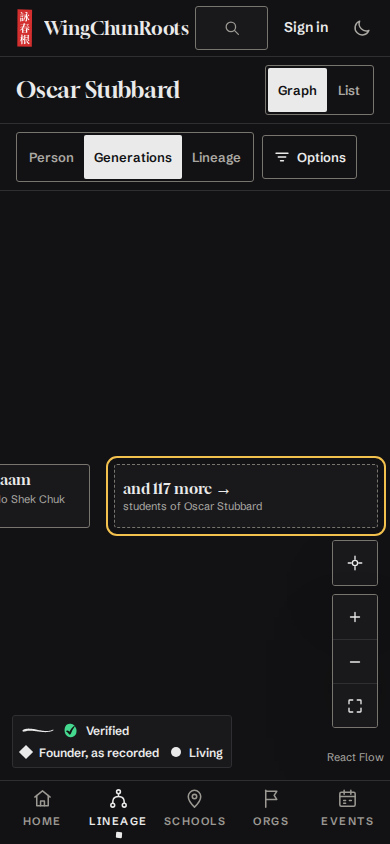 詠春根
WingChunRoots
Sign in
Oscar Stubbard
Graph
List
Person
Generations
Lineage
Options
aam
lo Shek Chuk
and 117 more →
students of Oscar Stubbard
+
−
Verified
Founder, as recorded
Living
React Flow
HOME
LINEAGE
SCHOOLS
ORGS
EVENTS